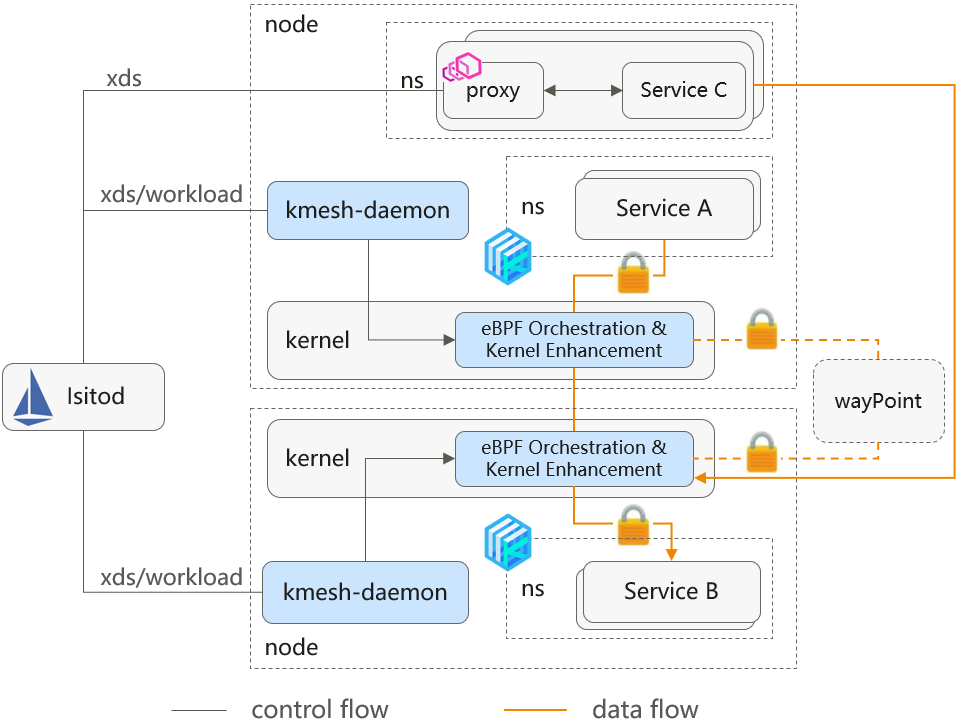 node
xds
ns
proxy
Service C
xds/workload
kmesh-daemon
ns
Service A
kernel
eBPF Orchestration &
Kernel Enhancement
lsitod
wayPoint
kernel
eBPF Orchestration &
Kernel Enhancement
xds/workload
kmesh-daemon
ns
Service B
node
control flow
data flow